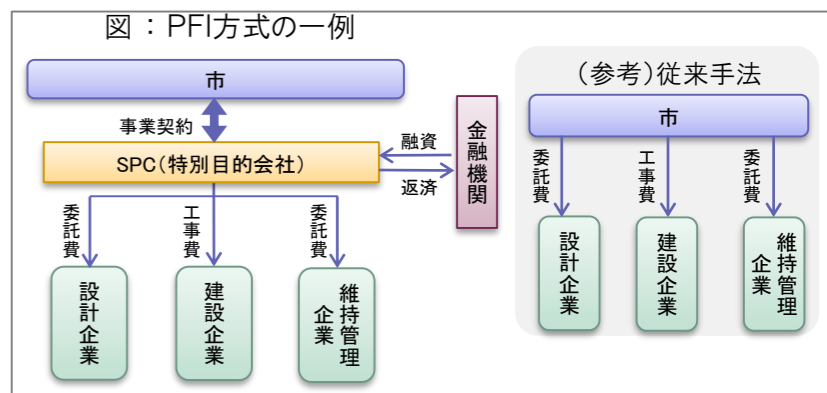 図：PFI方式の一例
市
事業契約
SPC（特別目的会社）
融資
返済
金融機関
委託費
工事費
委託費
設計企業
建設企業
維持管理
企業
（参考）従来手法
市
委託費
工事費
委託費
設計企業
建設企業
維持管理
企業